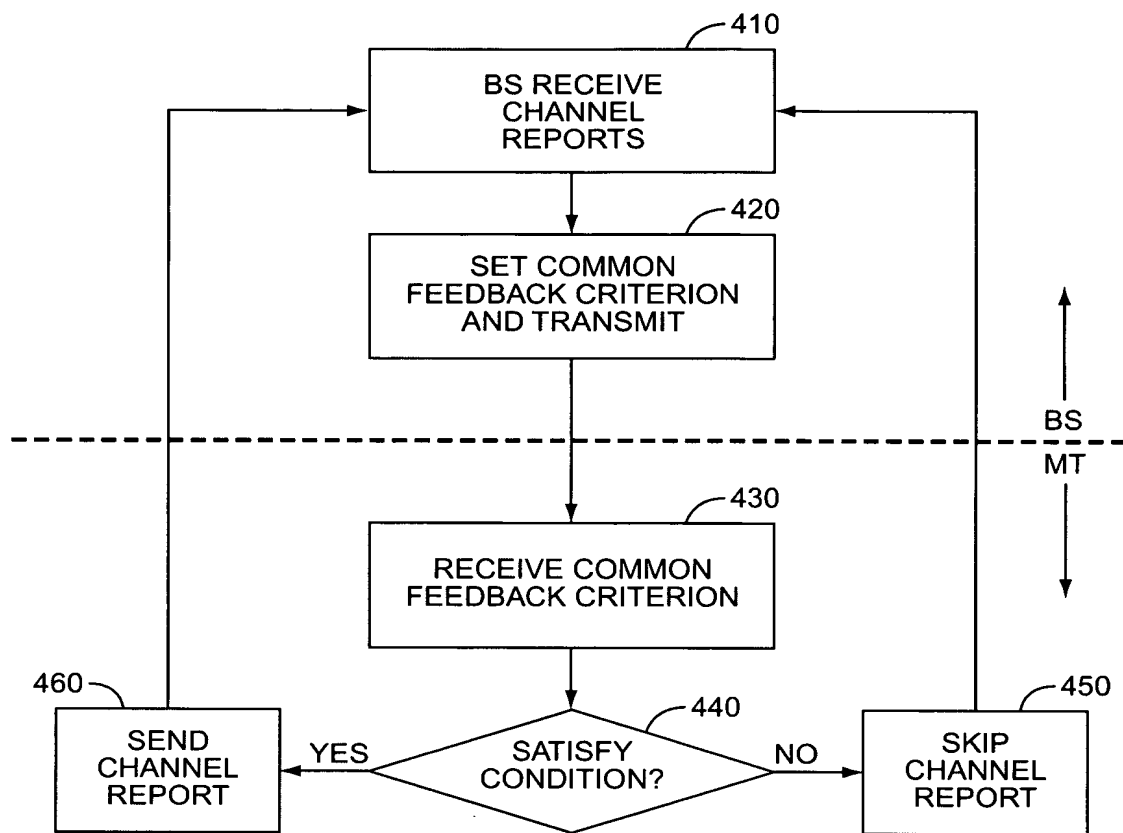 410
BS RECEIVE
CHANNEL
REPORTS
420
SET COMMON
FEEDBACK CRITERION
AND TRANSMIT
BS
MT
430
RECEIVE COMMON
FEEDBACK CRITERION
460
SEND
CHANNEL
REPORT
YES
440
SATISFY
CONDITION?
NO
450
SKIP
CHANNEL
REPORT